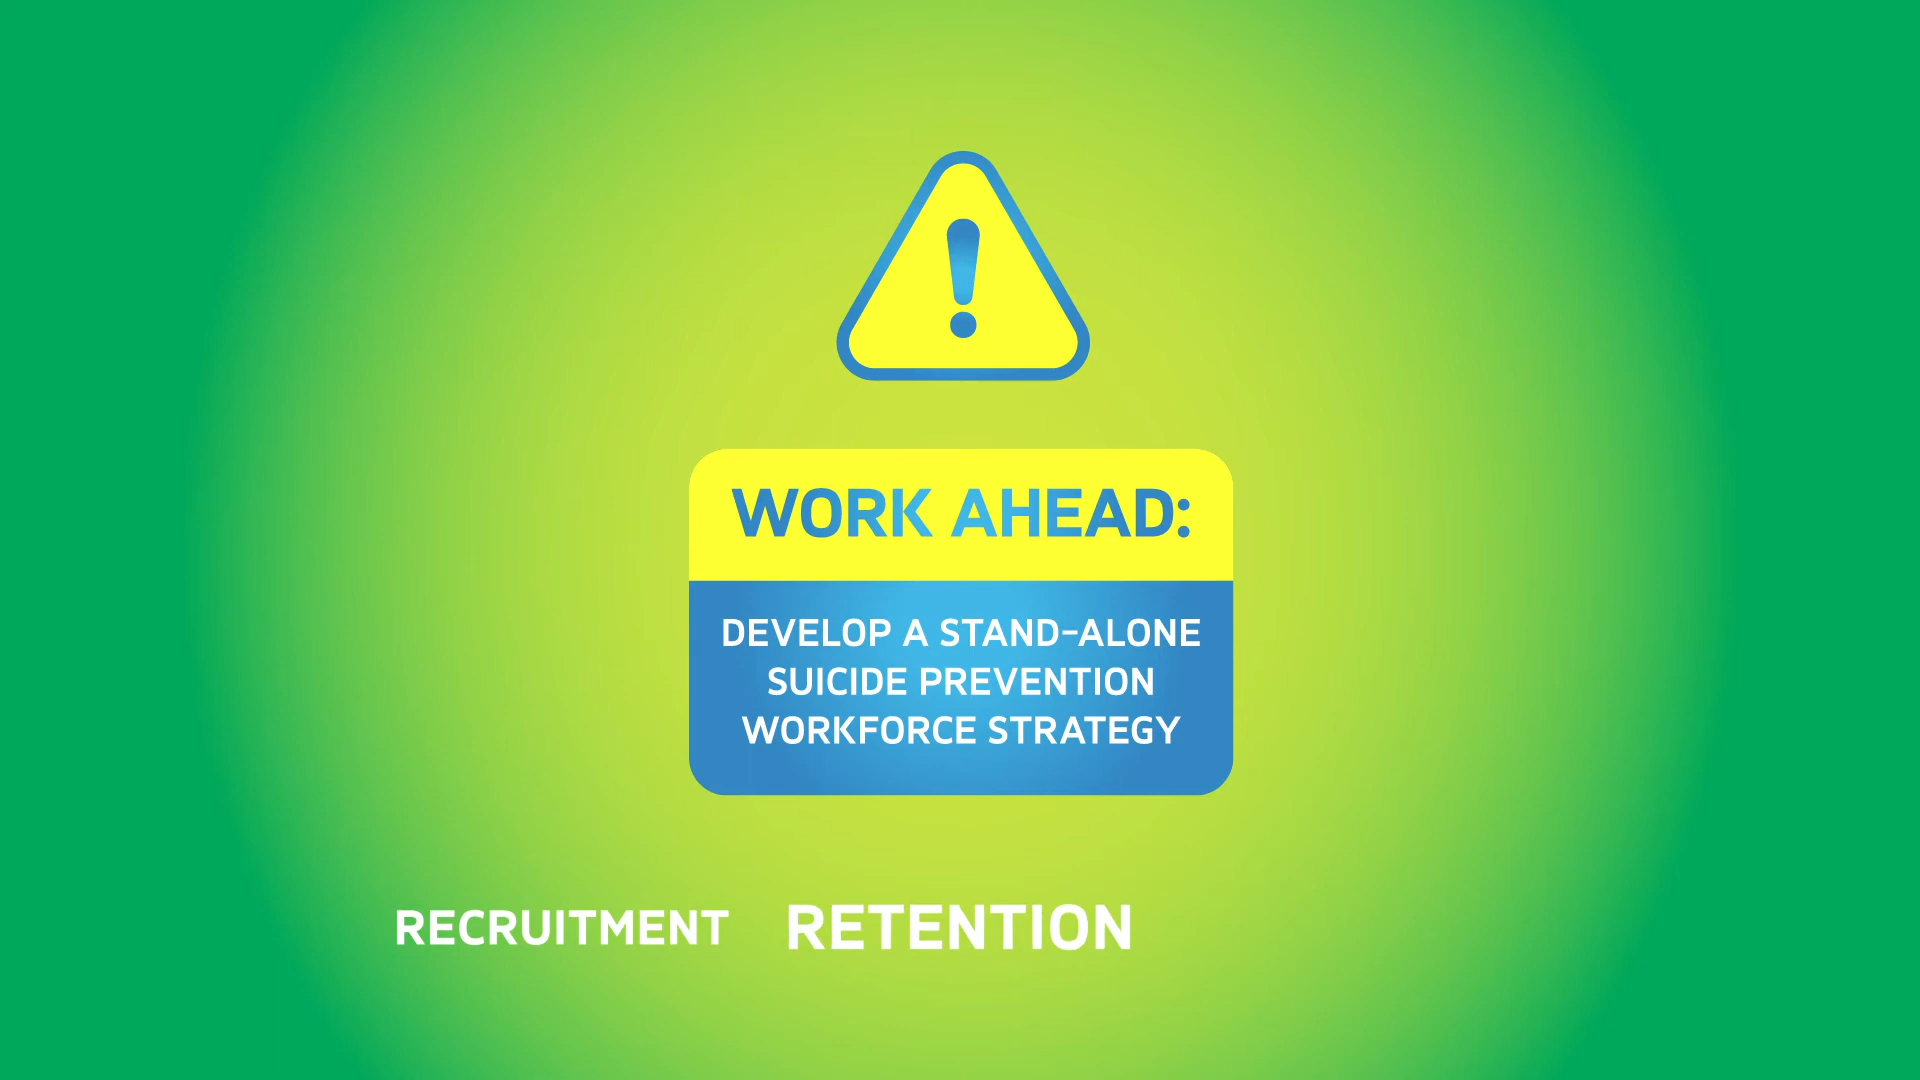 WORK AHEAD:
DEVELOP A STAND-ALONE
SUICIDE PREVENTION
WORKFORCE STRATEGY
RECRUITMENT RETENTION